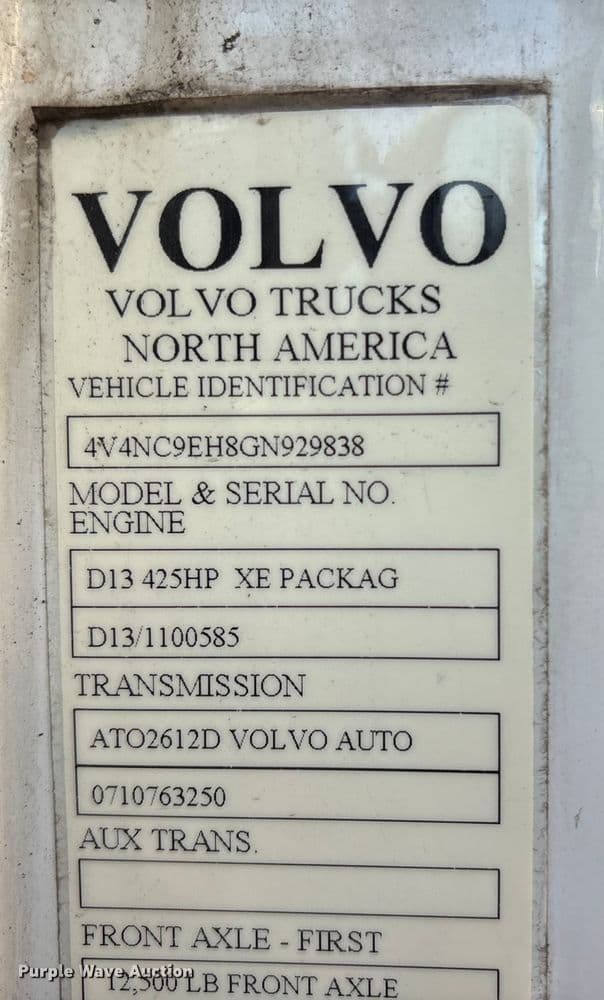 VOLVO
VOLVO TRUCKS
NORTH AMERICA
VEHICLE IDENTIFICATION #
4V4NC9EH8GN929838
MODEL & SERIAL NO.
ENGINE
D13 425HP XE PACKAG
D13/1100585
TRANSMISSION
ATO2612D VOLVO AUTO
0710763250
AUX TRANS.
FRONT AXLE - FIRST
Purple Wave Auction
12,500 LB FRONT AXLE